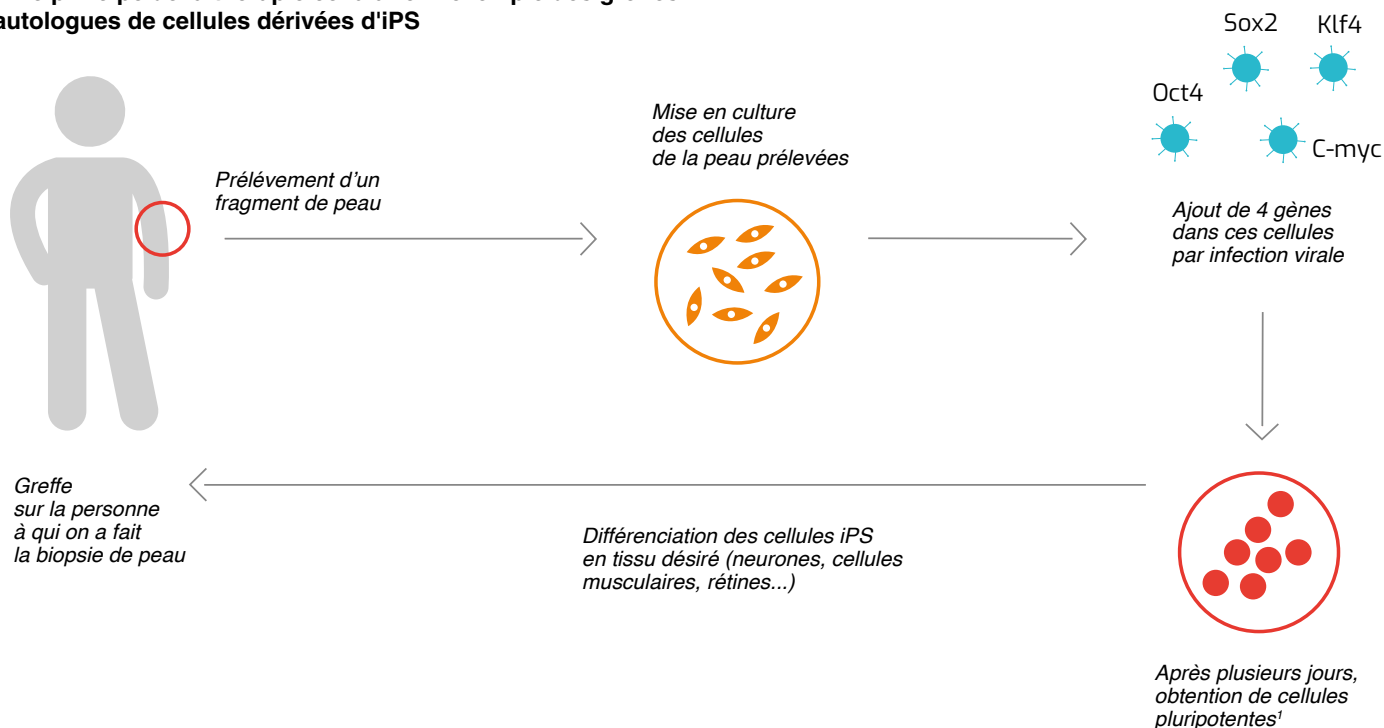 autologues de cellules dérivées d'iPS
Sox2
Klf4
Oct4
C-myc
Prélévement d'un
fragment de peau
Mise en culture
des cellules
de la peau prélevées
Ajout de 4 gènes
dans ces cellules
par infection virale
Greffe
sur la personne
à qui on a fait
la biopsie de peau
Différenciation des cellules iPS
en tissu désiré (neurones, cellules
musculaires, rétines...)
Après plusieurs jours,
obtention de cellules
pluripotentes¹